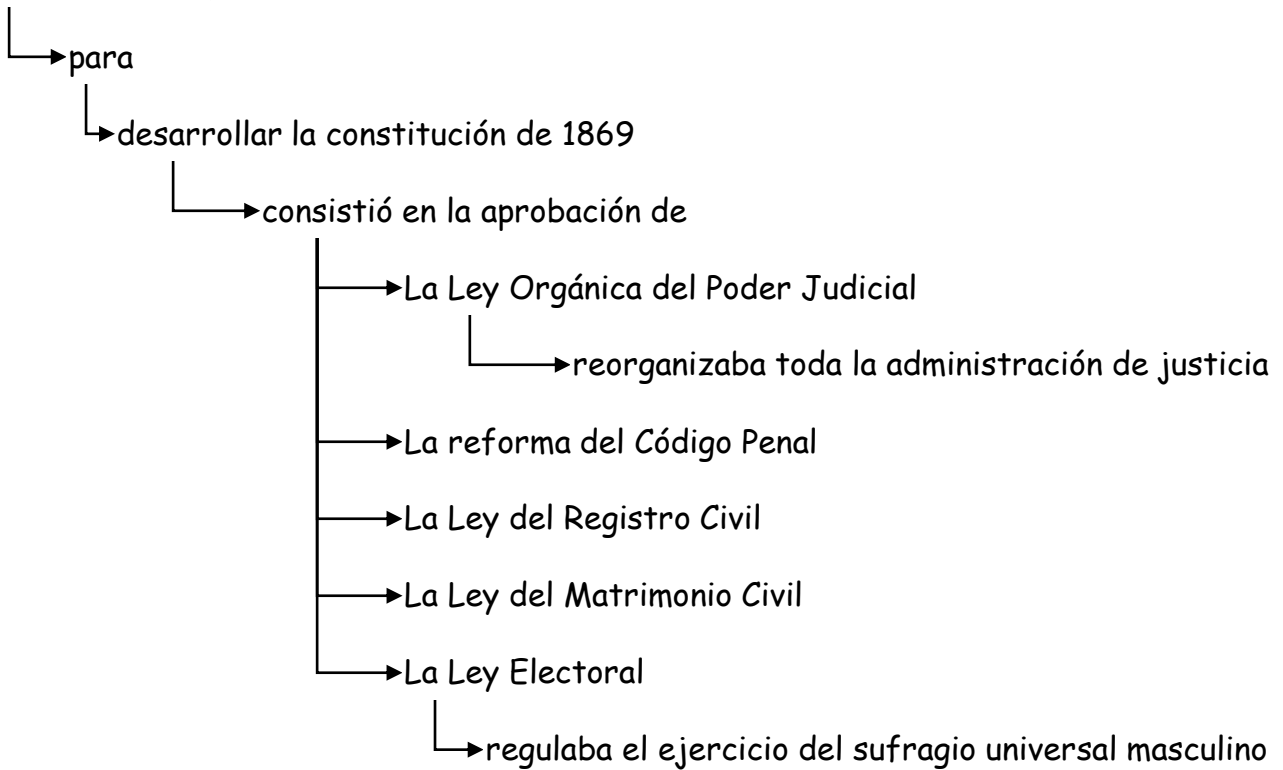 para
desarrollar la constitución de 1869
consistió en la aprobación de
La Ley Orgánica del Poder Judicial
reorganizaba toda la administración de justicia
La reforma del Código Penal
La Ley del Registro Civil
La Ley del Matrimonio Civil
La Ley Electoral
regulaba el ejercicio del sufragio universal masculino